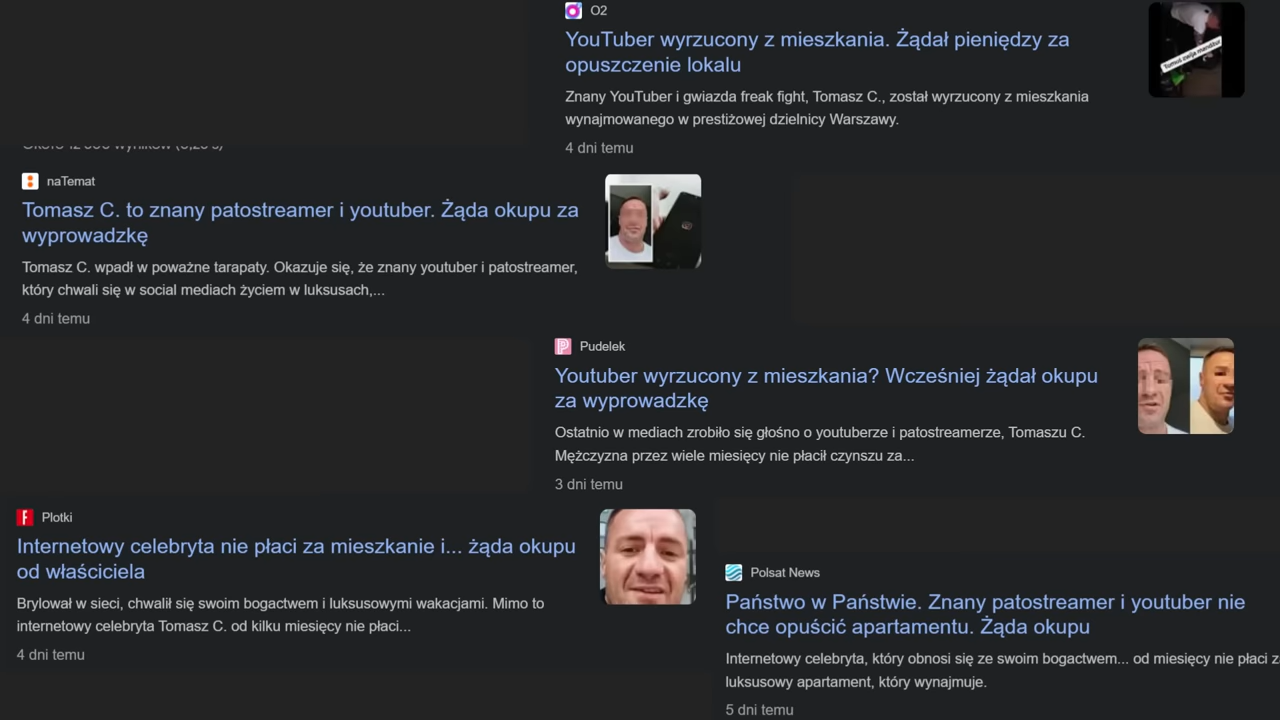 O2
YouTuber wyrzucony z mieszkania. Żądał pieniędzy za
opuszczenie lokalu
Znany YouTuber i gwiazda freak fight, Tomasz C., został wyrzucony z mieszkania
wynajmowanego w prestiżowej dzielnicy Warszawy.
4 dni temu
naTemat
Tomasz C. to znany patostreamer i youtuber. Żąda okupu za
wyprowadzkę
Tomasz C. wpadł w poważne tarapaty. Okazuje się, że znany youtuber i patostreamer,
który chwali się w social mediach życiem w luksusach,...
4 dni temu
Pudelek
Youtuber wyrzucony z mieszkania? Wcześniej żądał okupu
za wyprowadzkę
Ostatnio w mediach zrobiło się głośno o youtuberze i patostreamerze, Tomaszu C.
Mężczyzna przez wiele miesięcy nie płacił czynszu za...
3 dni temu
Plotki
Internetowy celebryta nie płaci za mieszkanie i... żąda okupu
od właściciela
Brylował w sieci, chwalił się swoim bogactwem i luksusowymi wakacjami. Mimo to
internetowy celebryta Tomasz C. od kilku miesięcy nie płaci...
4 dni temu
Polsat News
Państwo w Państwie. Znany patostreamer i youtuber nie
chce opuścić apartamentu. Żąda okupu
Internetowy celebryta, który obnosi się ze swoim bogactwem... od miesięcy nie płaci
luksusowy apartament, który wynajmuje.
5 dni temu